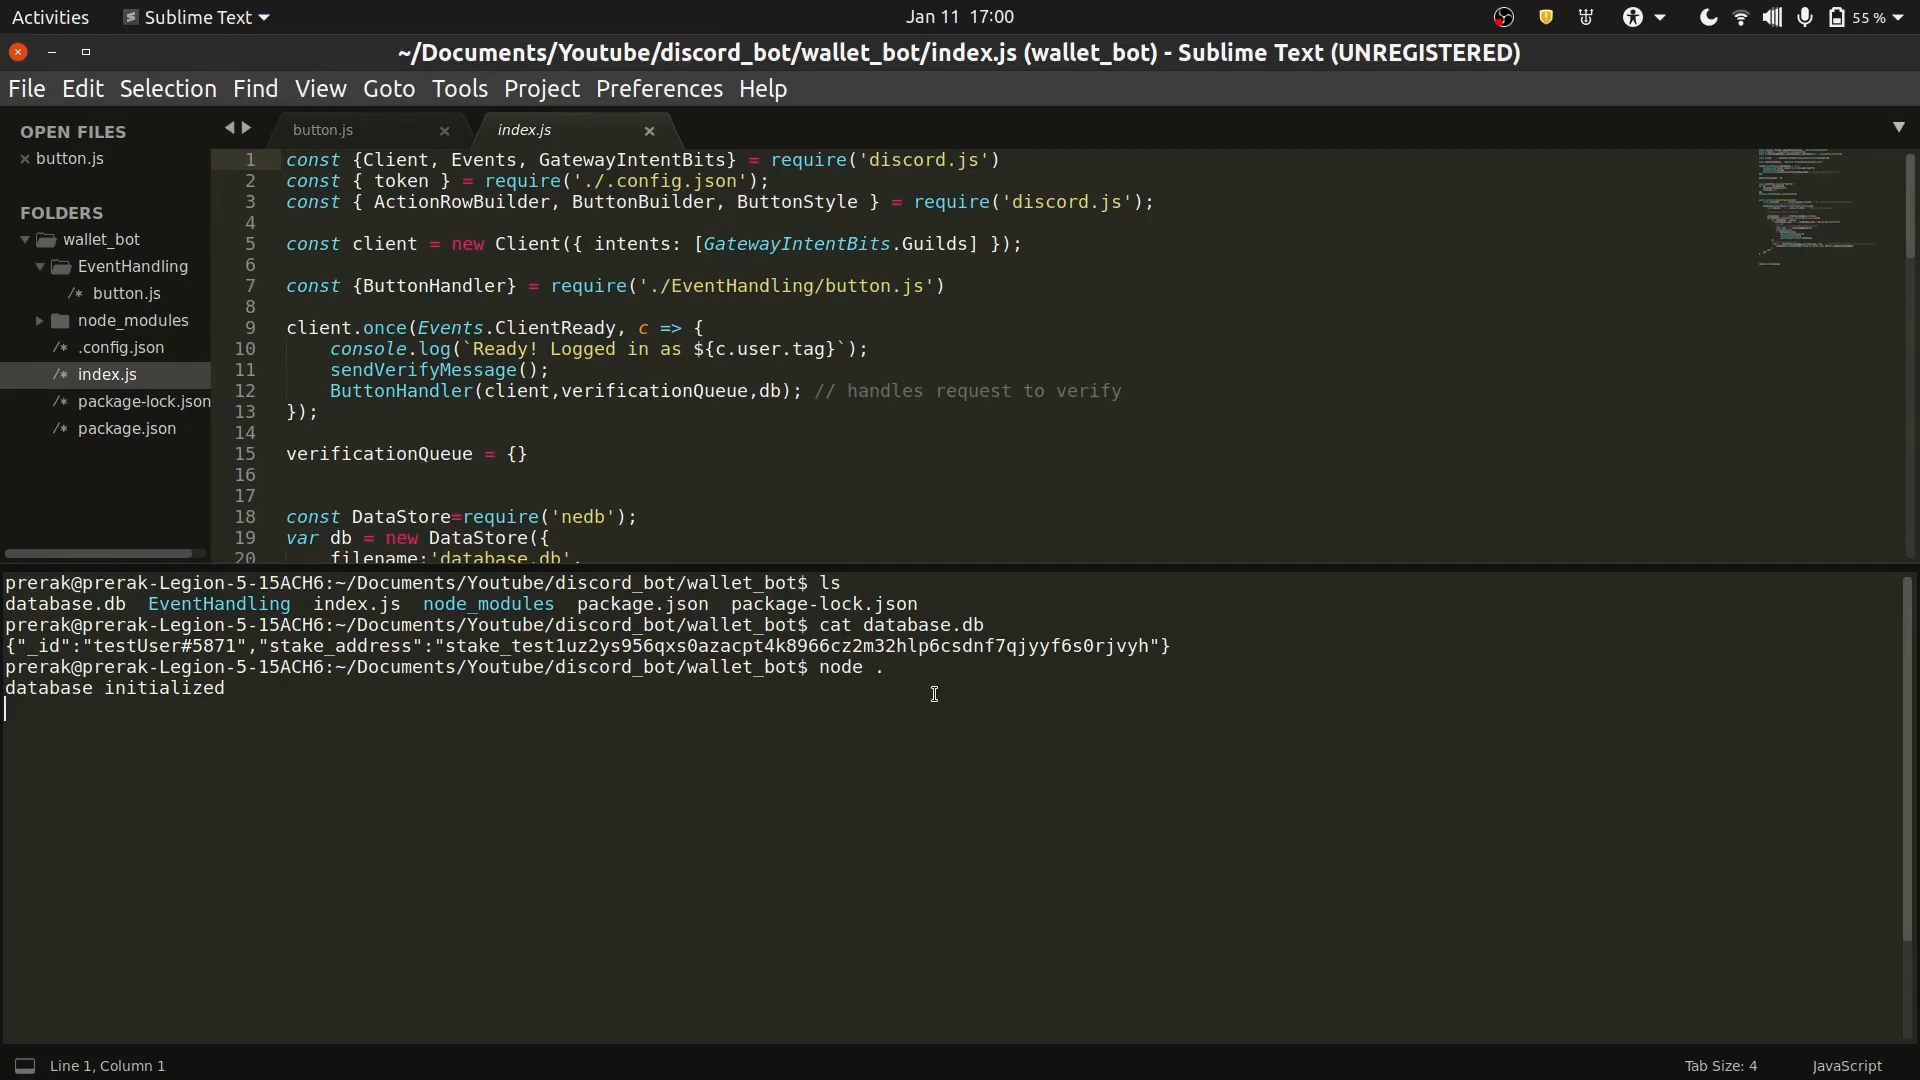 Activities Sublime Text Jan 11 17:00 55 %
~/Documents/Youtube/discord_bot/wallet_bot/index.js (wallet_bot) - Sublime Text (UNREGISTERED)
File Edit Selection Find View Goto Tools Project Preferences Help
OPEN FILES
button.js
FOLDERS
wallet_bot
EventHandling
/* button.js
node_modules
/* .config.json
/* index.js
/* package-lock.json
/* package.json
button.js index.js
1 const {Client, Events, GatewayIntentBits} = require('discord.js')
2 const { token } = require('./.config.json');
3 const { ActionRowBuilder, ButtonBuilder, ButtonStyle } = require('discord.js');
4
5 const client = new Client({ intents: [GatewayIntentBits.Guilds] });
6
7 const {ButtonHandler} = require('./EventHandling/button.js')
8
9 client.once(Events.ClientReady, c => {
10 console.log(`Ready! Logged in as ${c.user.tag}`);
11 sendVerifyMessage();
12 ButtonHandler(client,verificationQueue,db); // handles request to verify
13 });
14
15 verificationQueue = {}
16
17
18 const DataStore=require('nedb');
19 var db = new DataStore({
20 filename:'database.db',
prerak@prerak-Legion-5-15ACH6:~/Documents/Youtube/discord_bot/wallet_bot$ ls
database.db EventHandling index.js node_modules package.json package-lock.json
prerak@prerak-Legion-5-15ACH6:~/Documents/Youtube/discord_bot/wallet_bot$ cat database.db
{"_id":"testUser#5871","stake_address":"stake_test1uz2ys956qxs0azacpt4k8966cz2m32hlp6csdnf7qjyyf6s0rjvyh"}
prerak@prerak-Legion-5-15ACH6:~/Documents/Youtube/discord_bot/wallet_bot$ node .
database initialized
Line 1, Column 1 Tab Size: 4 JavaScript